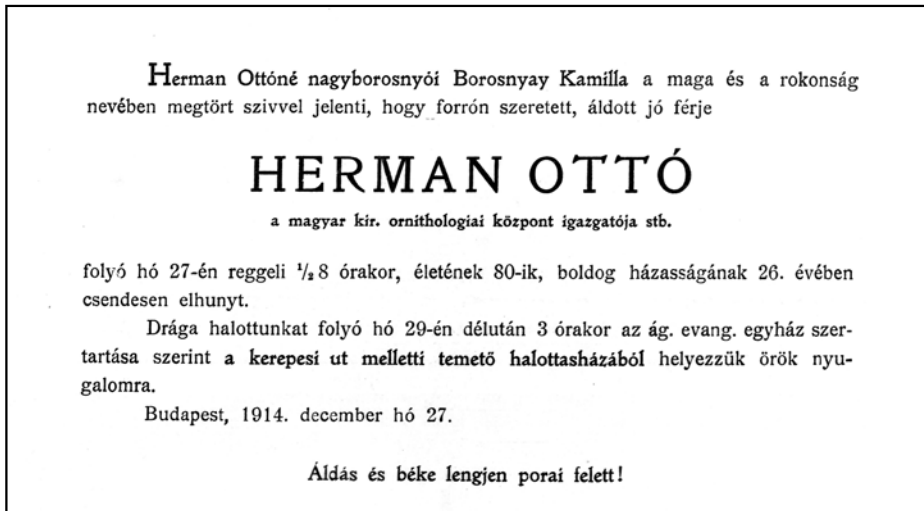 Herman Ottóné nagyborosnyói Borosnyay Kamilla a maga és a rokonság
nevében megtört szivvel jelenti, hogy forrón szeretett, áldott jó férje
HERMAN OTTÓ
a magyar kir. ornithologiai központ igazgatója stb.
folyó hó 27-én reggeli ½8 órakor, életének 80-ik, boldog házasságának 26. évében
csendesen elhunyt.
Drága halottunkat folyó hó 29-én délután 3 órakor az ág. evang. egyház szer-
tartása szerint a kerepesi ut melletti temető halottasházából helyezzük örök nyu-
galomra.
Budapest, 1914. december hó 27.
Áldás és béke lengjen porai felett!